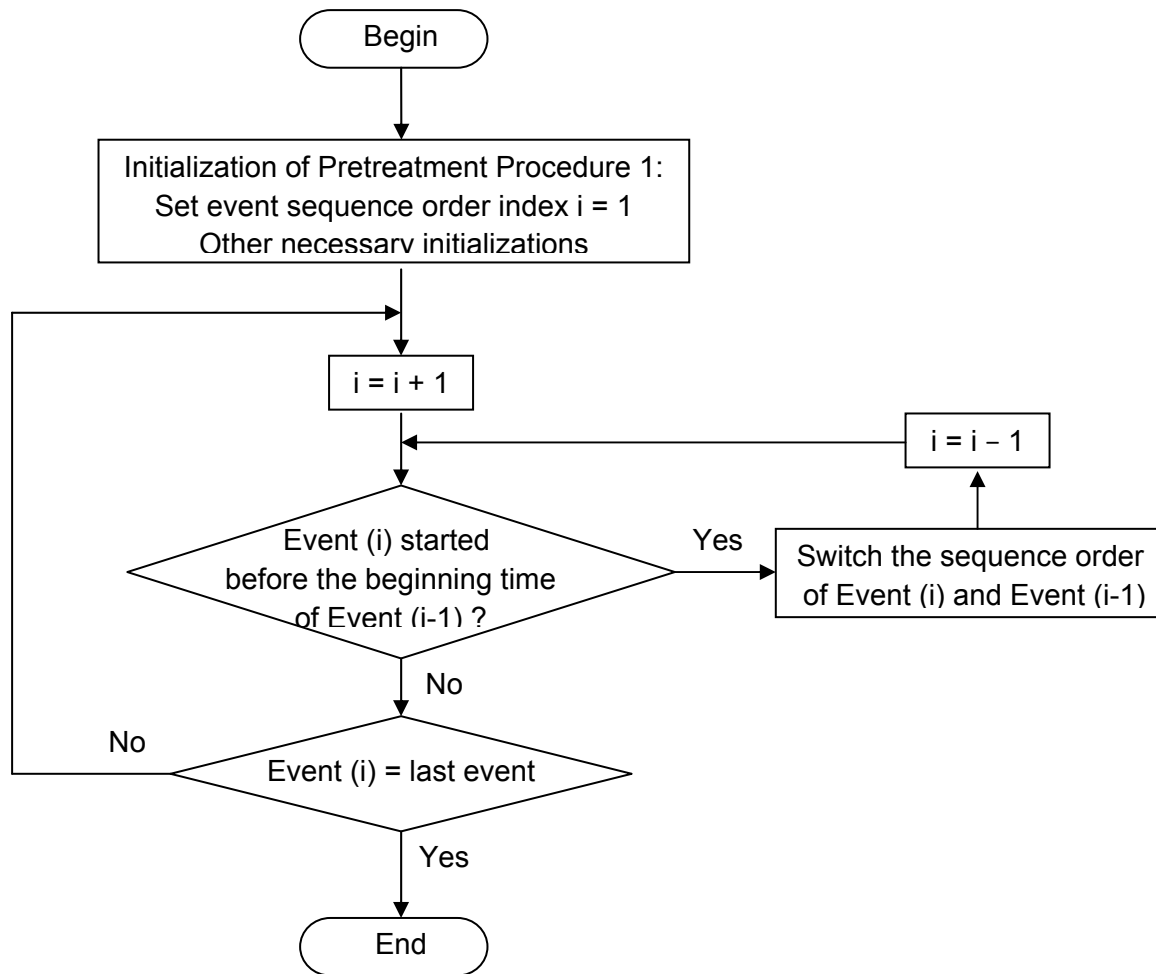 Begin
Initialization of Pretreatment Procedure 1:
Set event sequence order index i = 1
Other necessary initializations
i = i + 1
i = i – 1
Event (i) started
before the beginning time
of Event (i-1) ?
Yes
Switch the sequence order
of Event (i) and Event (i-1)
No
No
Event (i) = last event
Yes
End